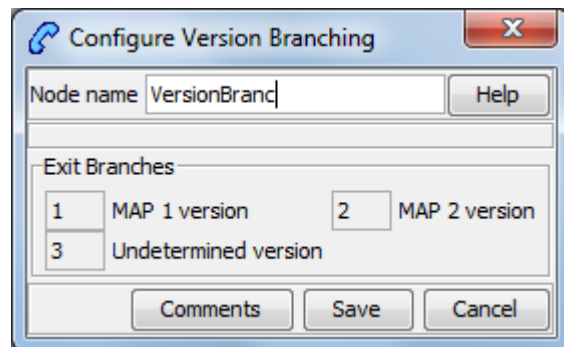 Configure Version Branching
Node name VersionBranc Help
Exit Branches
1 MAP 1 version 2 MAP 2 version
3 Undetermined version
Comments Save Cancel